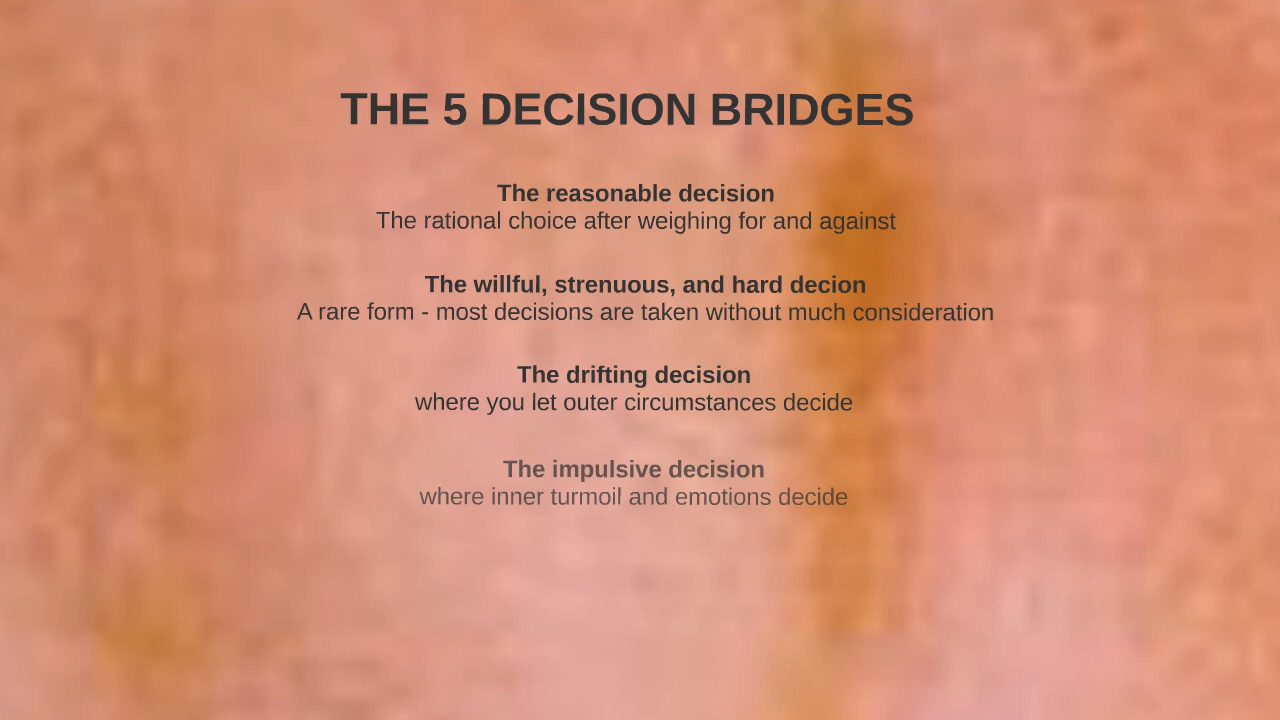 THE 5 DECISION BRIDGES
The reasonable decision
The rational choice after weighing for and against
The willful, strenuous, and hard decion
A rare form - most decisions are taken without much consideration
The drifting decision
where you let outer circumstances decide
The impulsive decision
where inner turmoil and emotions decide